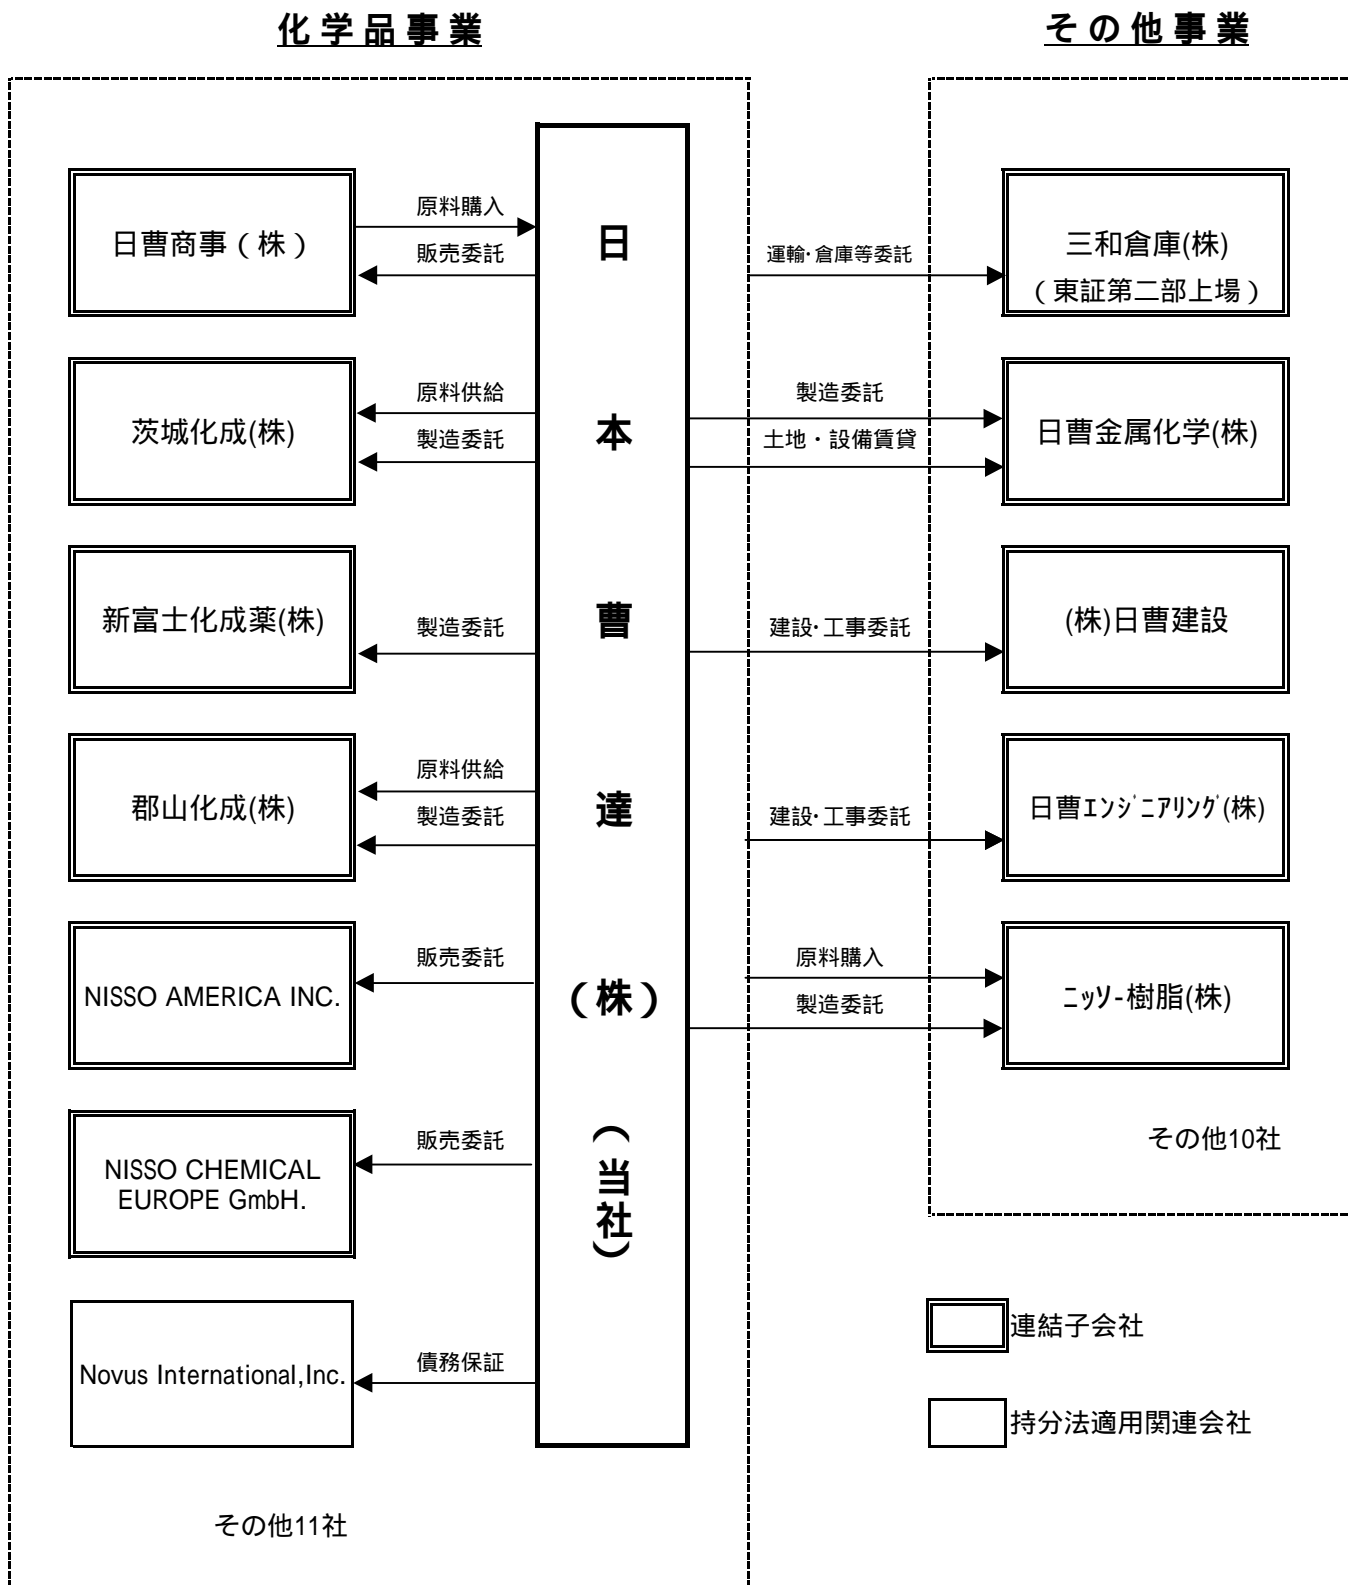 化学品事業
その他事業
日曹商事（株）
原料購入
販売委託
茨城化成(株)
原料供給
製造委託
新富士化成薬(株)
製造委託
郡山化成(株)
原料供給
製造委託
NISSO AMERICA INC.
販売委託
NISSO CHEMICAL
EUROPE GmbH.
販売委託
Novus International,Inc.
債務保証
その他11社
日本曹達（株）（当社）
運輸･倉庫等委託
三和倉庫(株)
（東証第二部上場）
製造委託
土地・設備賃貸
日曹金属化学(株)
建設･工事委託
(株)日曹建設
建設･工事委託
日曹ｴﾝｼﾞﾆｱﾘﾝｸﾞ(株)
原料購入
製造委託
ﾆｯｿ-樹脂(株)
その他10社
連結子会社
持分法適用関連会社